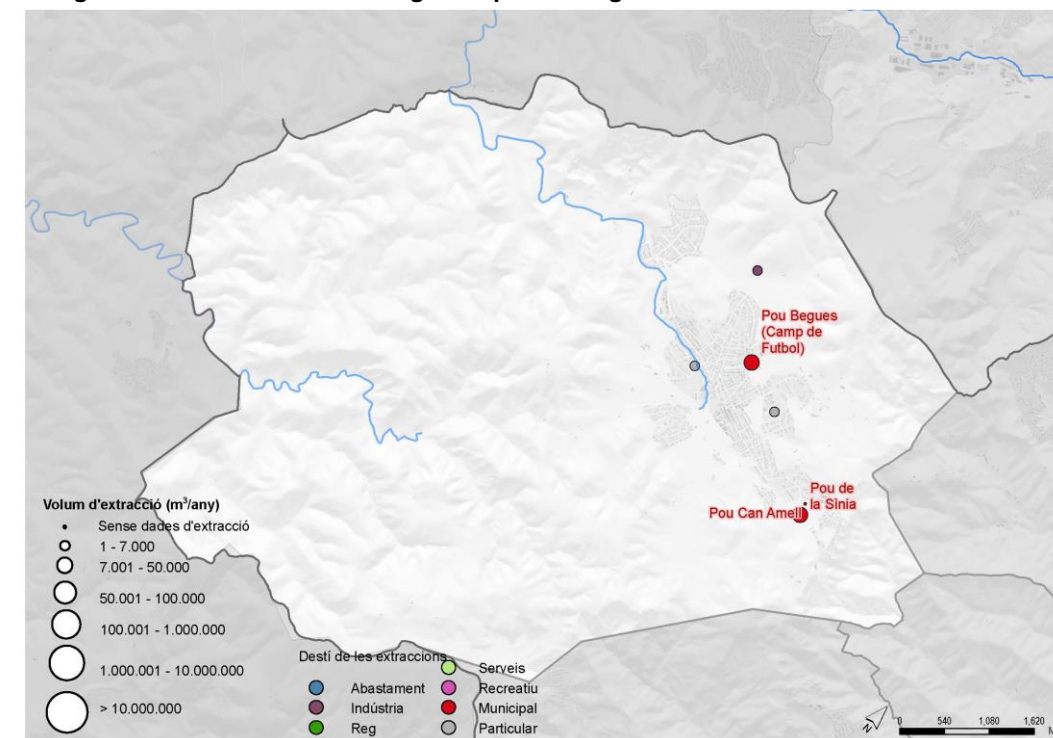 Pou Begues
(Camp de
Futbol)
Pou de
la Sínia
Pou Can Amell
Volum d'extracció (m³/any)
Sense dades d'extracció
1 - 7.000
7.001 - 50.000
50.001 - 100.000
100.001 - 1.000.000
1.000.001 - 10.000.000
> 10.000.000
Destí de les extraccions
Abastament
Indústria
Reg
Serveis
Recreatiu
Municipal
Particular
N
0 540 1,080 1,620